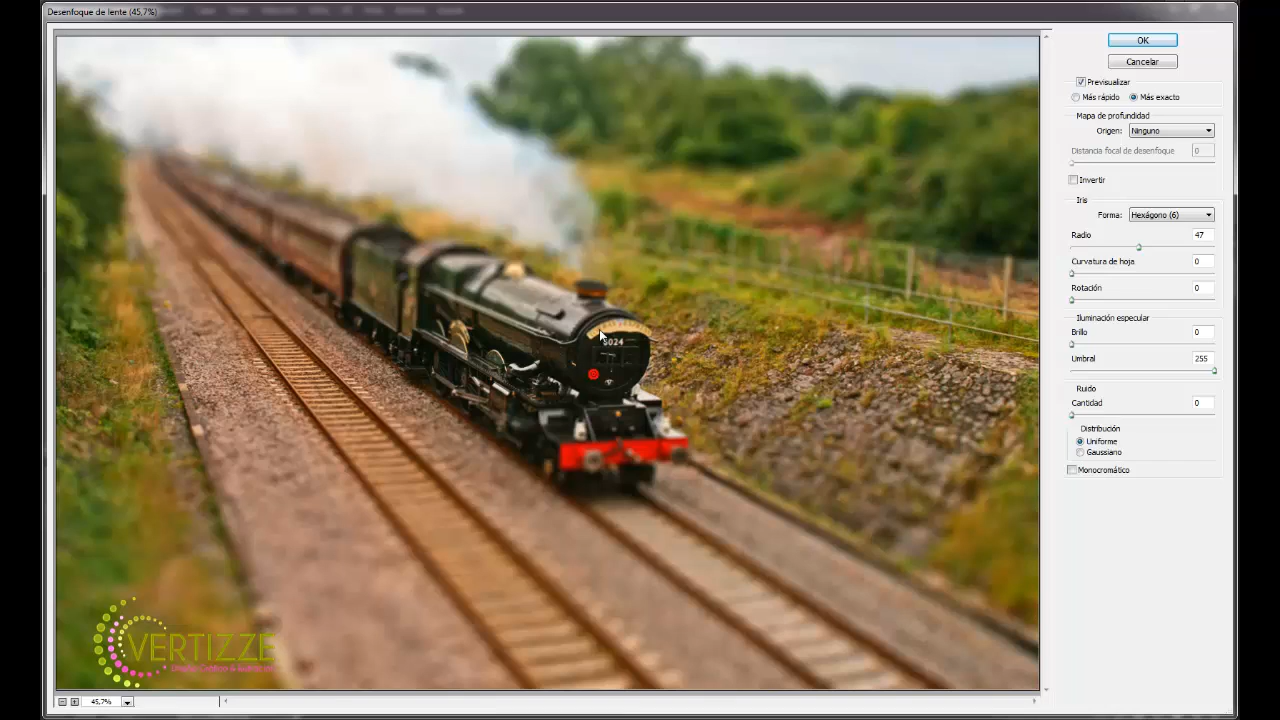 Desenfoque de lente (45,7%)
OK
Cancelar
Previsualizar
Más rápido
Más exacto
Mapa de profundidad
Origen: Ninguno
Distancia focal de desenfoque 0
Invertir
Iris
Forma: Hexágono (6)
Radio 47
Curvatura de hoja 0
Rotación 0
Iluminación especular
Brillo 0
Umbral 255
Ruido
Cantidad 0
Distribución
Uniforme
Gaussiano
Monocromático
5024
VERTIZZE
45,7%